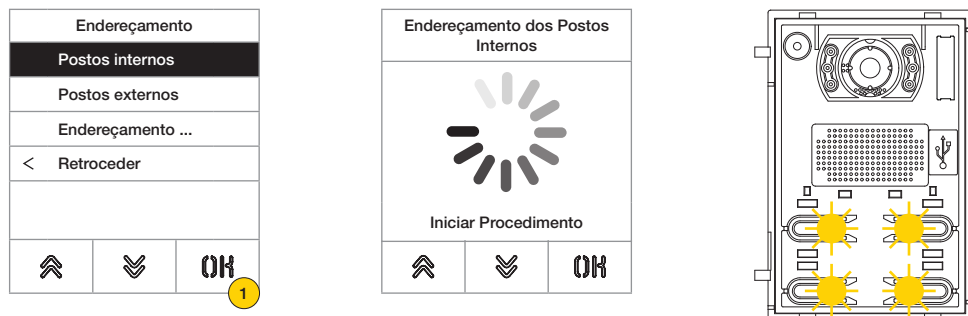 Endereçamento
Postos internos
Postos externos
Endereçamento ...
< Retroceder
OK
1
Endereçamento dos Postos
Internos
Iniciar Procedimento
OK